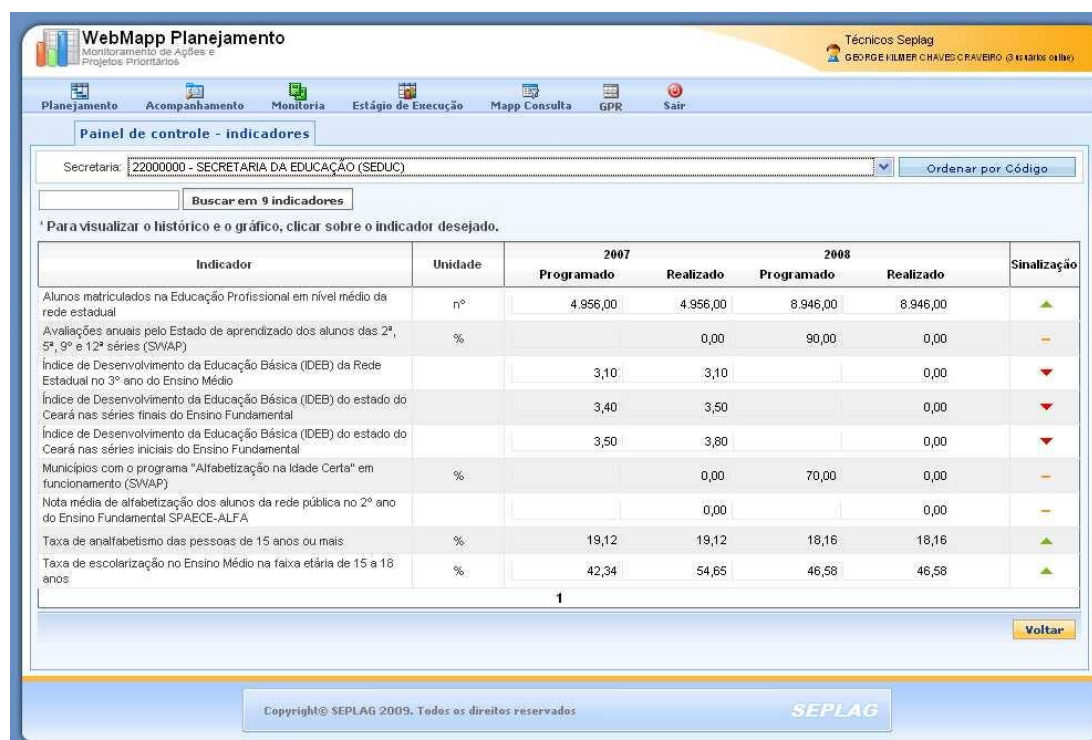 WebMapp Planejamento
Monitoramento de Ações e
Projetos Prioritários
Técnicos Seplag
GEORGE KILMER CHAVES CRAVEIRO (3 usuários online)
Planejamento Acompanhamento Monitoria Estágio de Execução Mapp Consulta GPR Sair
Painel de controle - indicadores
Secretaria: 22000000 - SECRETARIA DA EDUCAÇÃO (SEDUC) Ordenar por Código
Buscar em 9 indicadores
* Para visualizar o histórico e o gráfico, clicar sobre o indicador desejado.
Indicador Unidade 2007 2008 Sinalização
Programado Realizado Programado Realizado
Alunos matriculados na Educação Profissional em nível médio da
rede estadual nº 4.956,00 4.956,00 8.946,00 8.946,00
Avaliações anuais pelo Estado de aprendizado dos alunos das 2ª,
5ª, 9º e 12ª séries (SWAP) % 0,00 90,00 0,00
Índice de Desenvolvimento da Educação Básica (IDEB) da Rede
Estadual no 3º ano do Ensino Médio 3,10 3,10 0,00
Índice de Desenvolvimento da Educação Básica (IDEB) do estado do
Ceará nas séries finais do Ensino Fundamental 3,40 3,50 0,00
Índice de Desenvolvimento da Educação Básica (IDEB) do estado do
Ceará nas séries iniciais do Ensino Fundamental 3,50 3,80 0,00
Municípios com o programa "Alfabetização na Idade Certa" em
funcionamento (SWAP) % 0,00 70,00 0,00
Nota média de alfabetização dos alunos da rede pública no 2º ano
do Ensino Fundamental SPAECE-ALFA 0,00 0,00
Taxa de analfabetismo das pessoas de 15 anos ou mais % 19,12 19,12 18,16 18,16
Taxa de escolarização no Ensino Médio na faixa etária de 15 a 18
anos % 42,34 54,65 46,58 46,58
1
Voltar
Copyright© SEPLAG 2009. Todos os direitos reservados SEPLAG